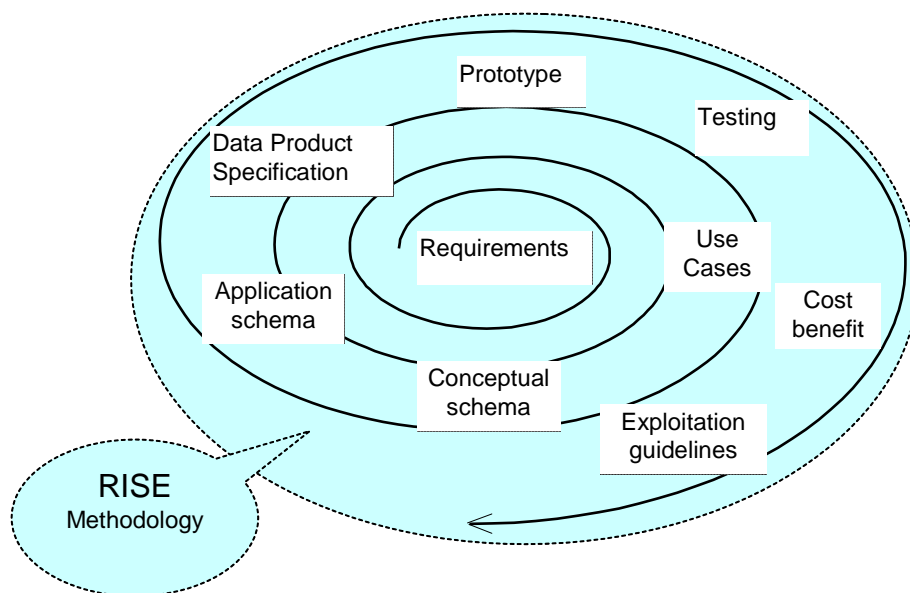 Prototype
Testing
Data Product
Specification
Requirements
Use
Cases
Application
schema
Cost
benefit
Conceptual
schema
Exploitation
guidelines
RISE
Methodology